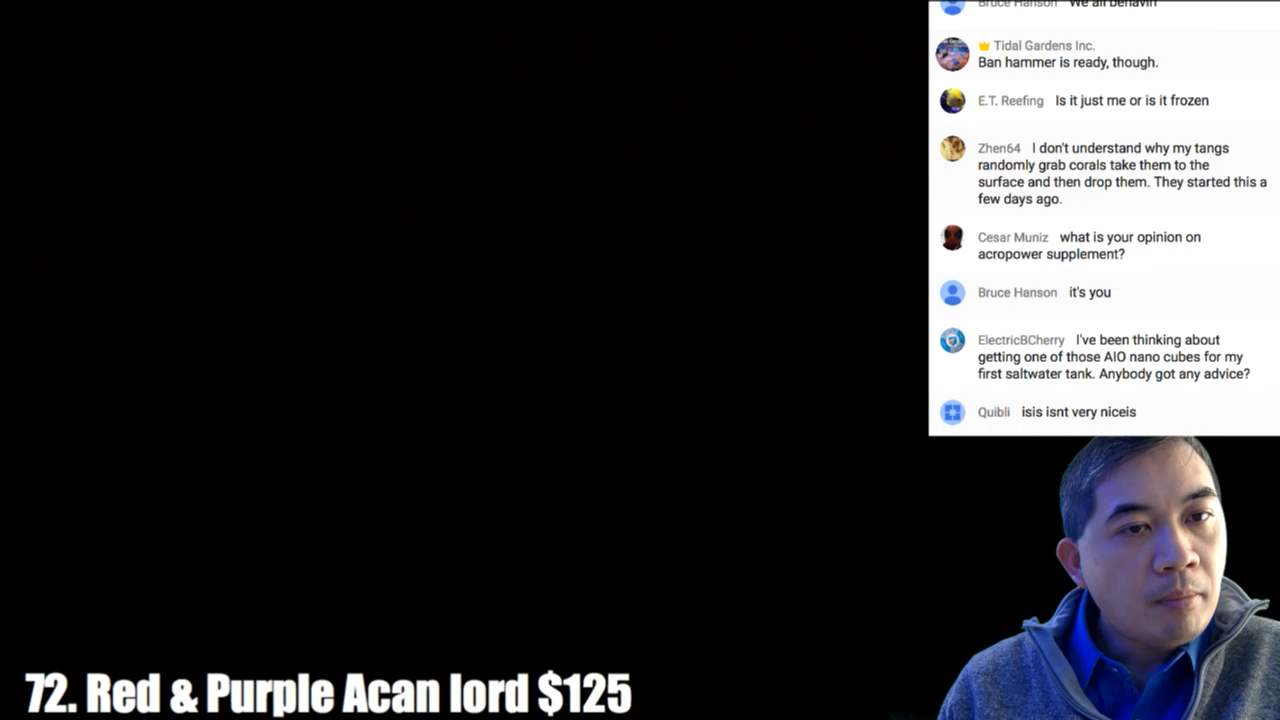 Bruce Hanson We all behavin
Tidal Gardens Inc.
Ban hammer is ready, though.
E.T. Reefing Is it just me or is it frozen
Zhen64 I don't understand why my tangs
randomly grab corals take them to the
surface and then drop them. They started this a
few days ago.
Cesar Muniz what is your opinion on
acropower supplement?
Bruce Hanson it's you
ElectricBCherry I've been thinking about
getting one of those AIO nano cubes for my
first saltwater tank. Anybody got any advice?
Quibli isis isnt very niceis
72. Red & Purple Acan lord $125